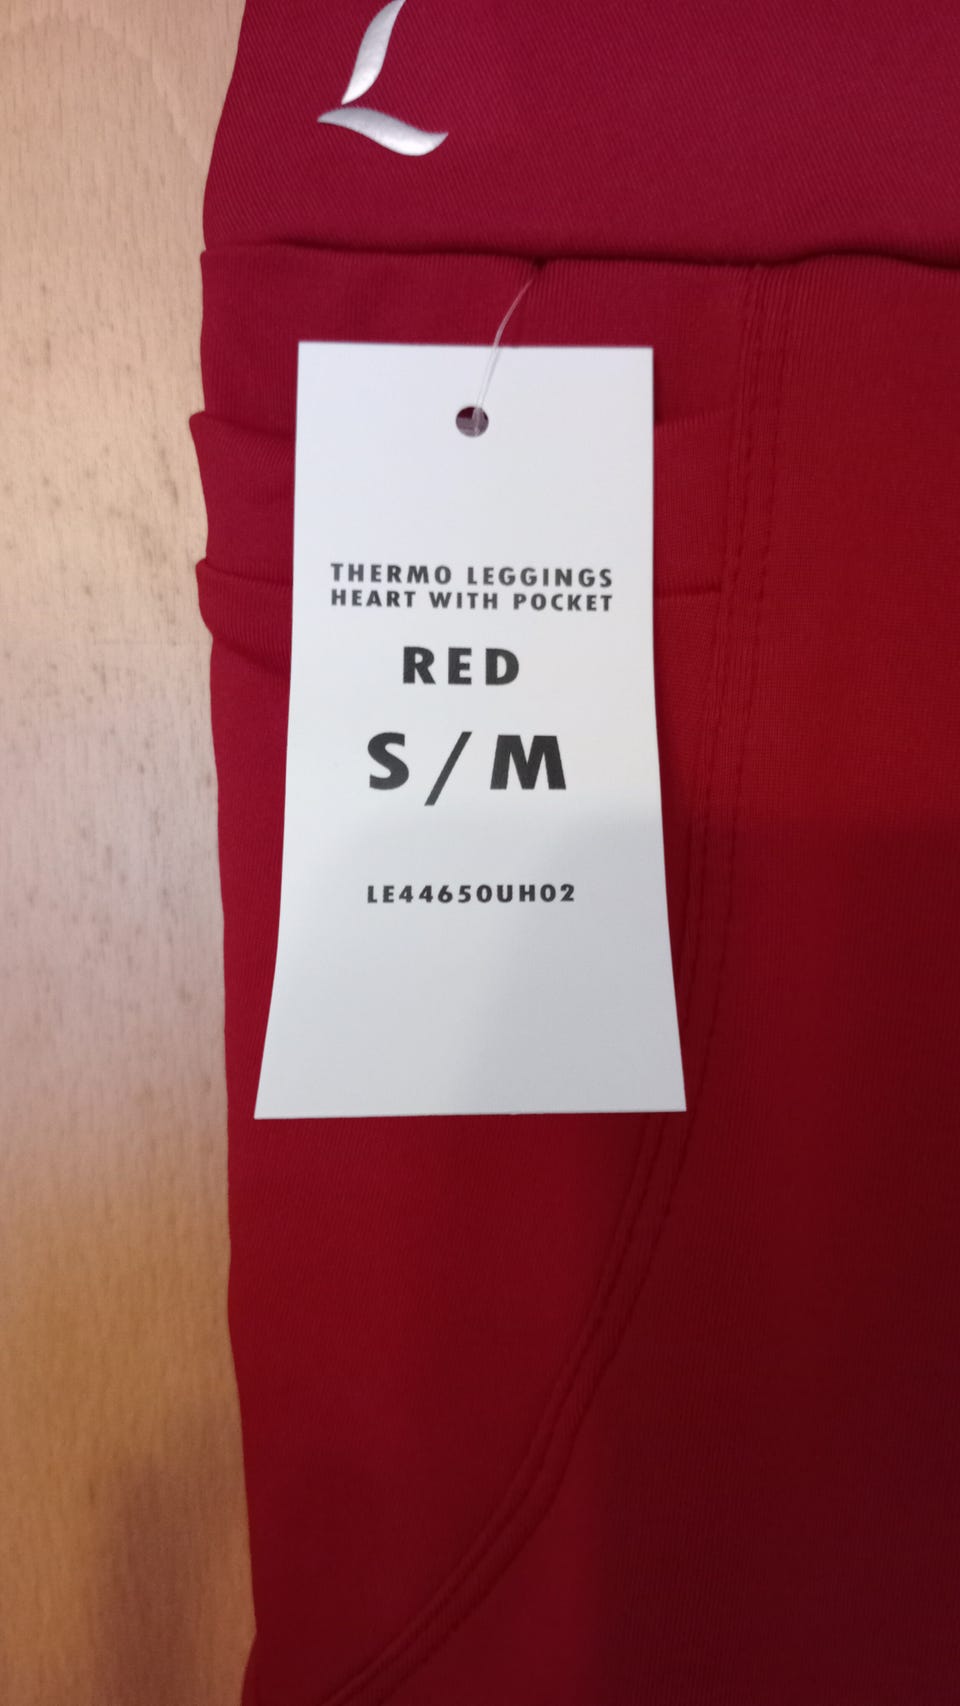 THERMO LEGGINGS
HEART WITH POCKET
RED
S/M
LE44650UH02